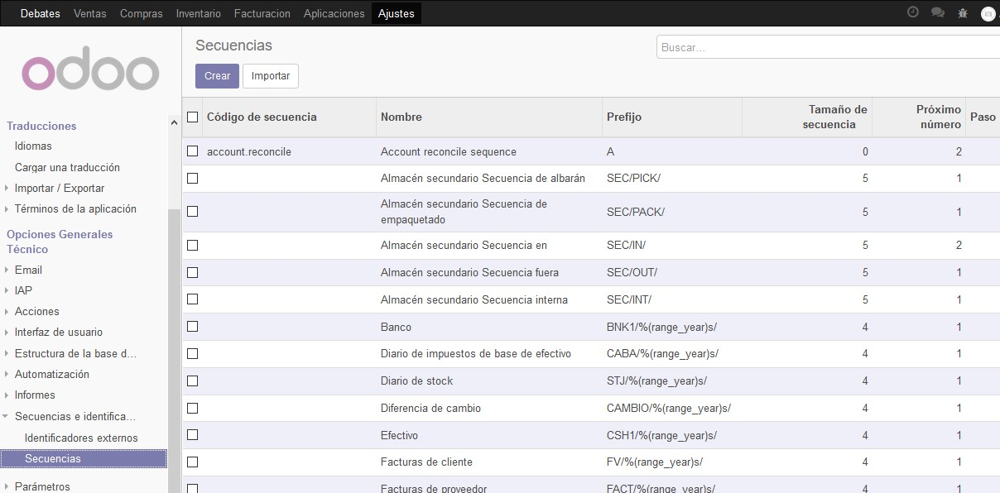 Debates Ventas Compras Inventario Facturacion Aplicaciones Ajustes
odoo
Traducciones
Idiomas
Cargar una traducción
Importar / Exportar
Términos de la aplicación
Opciones Generales
Técnico
Email
IAP
Acciones
Interfaz de usuario
Estructura de la base d...
Automatización
Informes
Secuencias e identifica...
Identificadores externos
Secuencias
Parámetros
Secuencias
Buscar...
Crear Importar
Código de secuencia Nombre Prefijo Tamaño de secuencia Próximo número Paso
account.reconcile Account reconcile sequence A 0 2
Almacén secundario Secuencia de albarán SEC/PICK/ 5 1
Almacén secundario Secuencia de empaquetado SEC/PACK/ 5 1
Almacén secundario Secuencia en SEC/IN/ 5 2
Almacén secundario Secuencia fuera SEC/OUT/ 5 1
Almacén secundario Secuencia interna SEC/INT/ 5 1
Banco BNK1/%(range_year)s/ 4 1
Diario de impuestos de base de efectivo CABA/%(range_year)s/ 4 1
Diario de stock STJ/%(range_year)s/ 4 1
Diferencia de cambio CAMBIO/%(range_year)s/ 4 1
Efectivo CSH1/%(range_year)s/ 4 1
Facturas de cliente FV/%(range_year)s/ 4 1
Facturas de proveedor FACT/%(range_year)s/ 4 1